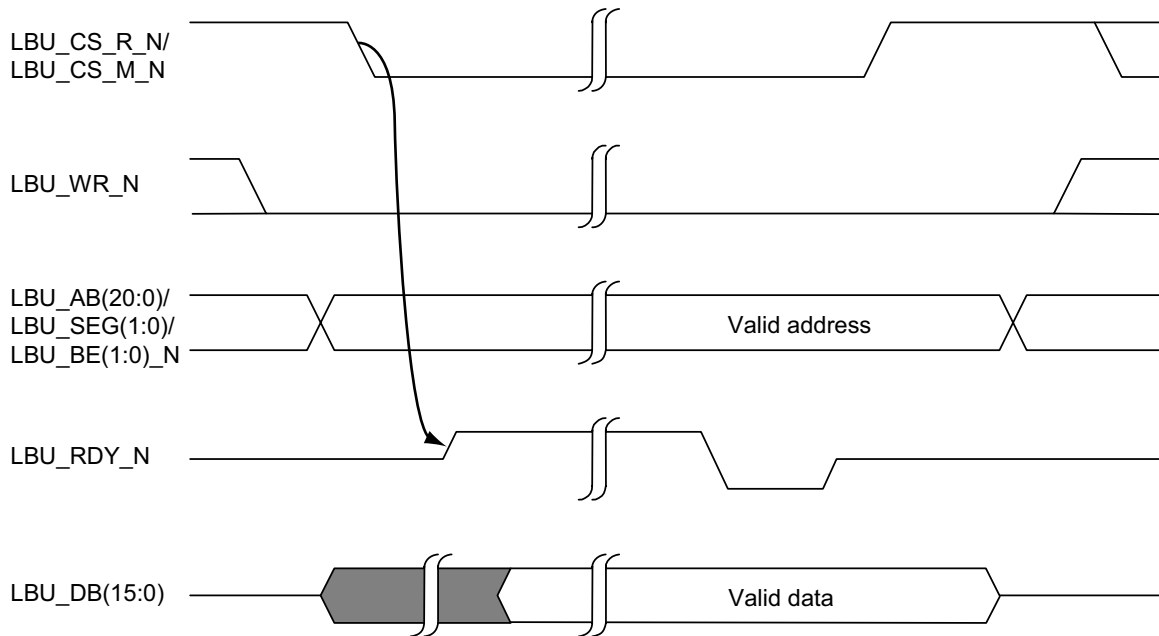 LBU_CS_R_N/
LBU_CS_M_N
LBU_WR_N
LBU_AB(20:0)/
LBU_SEG(1:0)/
LBU_BE(1:0)_N
Valid address
LBU_RDY_N
LBU_DB(15:0)
Valid data